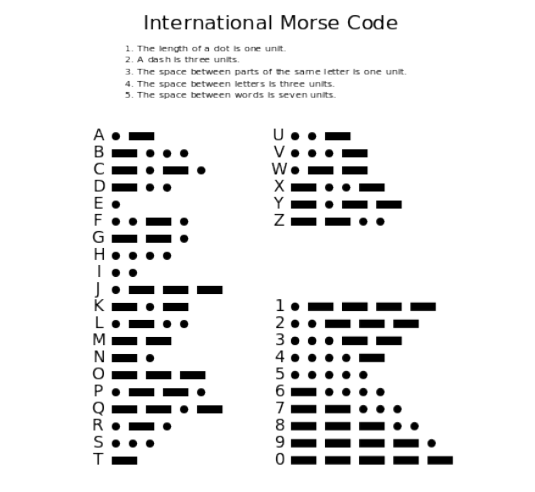 International Morse Code
1. The length of a dot is one unit.
2. A dash is three units.
3. The space between parts of the same letter is one unit.
4. The space between letters is three units.
5. The space between words is seven units.
A
B
C
D
E
F
G
H
I
J
K
L
M
N
O
P
Q
R
S
T
U
V
W
X
Y
Z
1
2
3
4
5
6
7
8
9
0